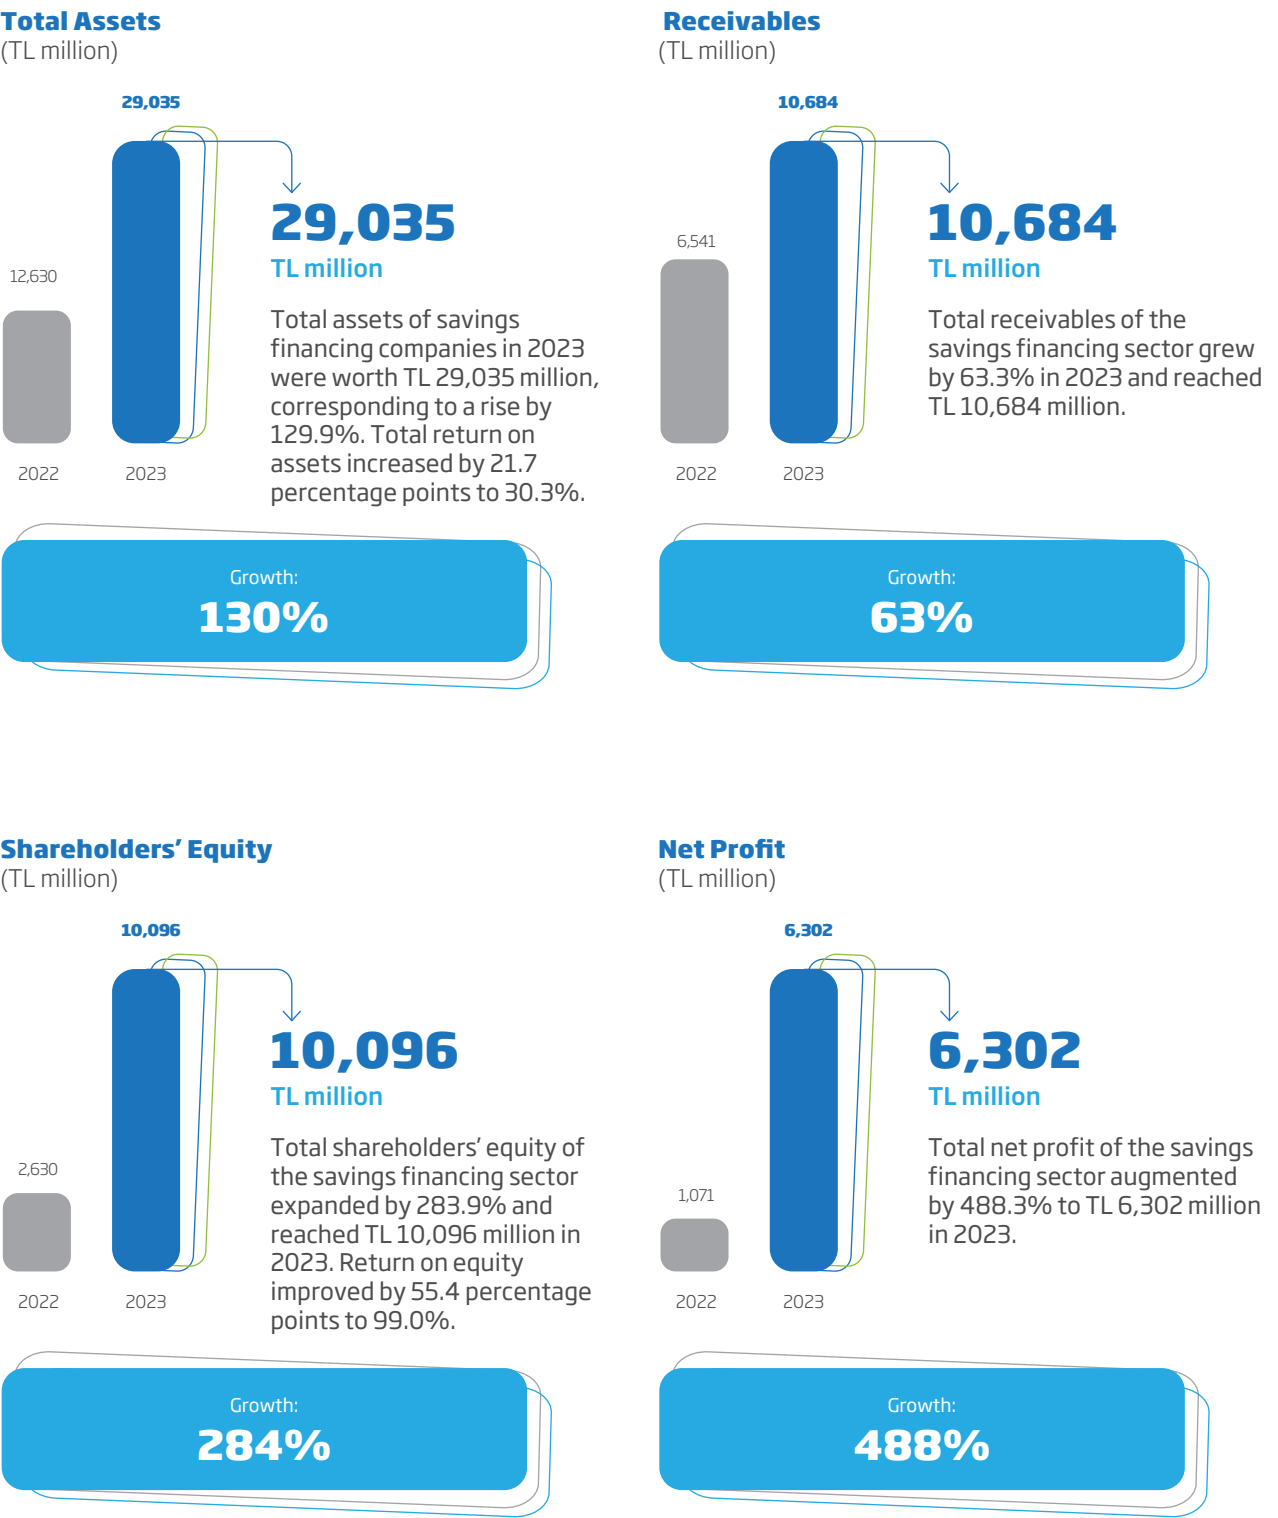 Total Assets
(TL million)
29,035
12,630
2022
2023
29,035
TL million
Total assets of savings
financing companies in 2023
were worth TL 29,035 million,
corresponding to a rise by
129.9%. Total return on
assets increased by 21.7
percentage points to 30.3%.
Growth:
130%
Receivables
(TL million)
10,684
6,541
2022
2023
10,684
TL million
Total receivables of the
savings financing sector grew
by 63.3% in 2023 and reached
TL 10,684 million.
Growth:
63%
Shareholders’ Equity
(TL million)
10,096
2,630
2022
2023
10,096
TL million
Total shareholders’ equity of
the savings financing sector
expanded by 283.9% and
reached TL 10,096 million in
2023. Return on equity
improved by 55.4 percentage
points to 99.0%.
Growth:
284%
Net Profit
(TL million)
6,302
1,071
2022
2023
6,302
TL million
Total net profit of the savings
financing sector augmented
by 488.3% to TL 6,302 million
in 2023.
Growth:
488%